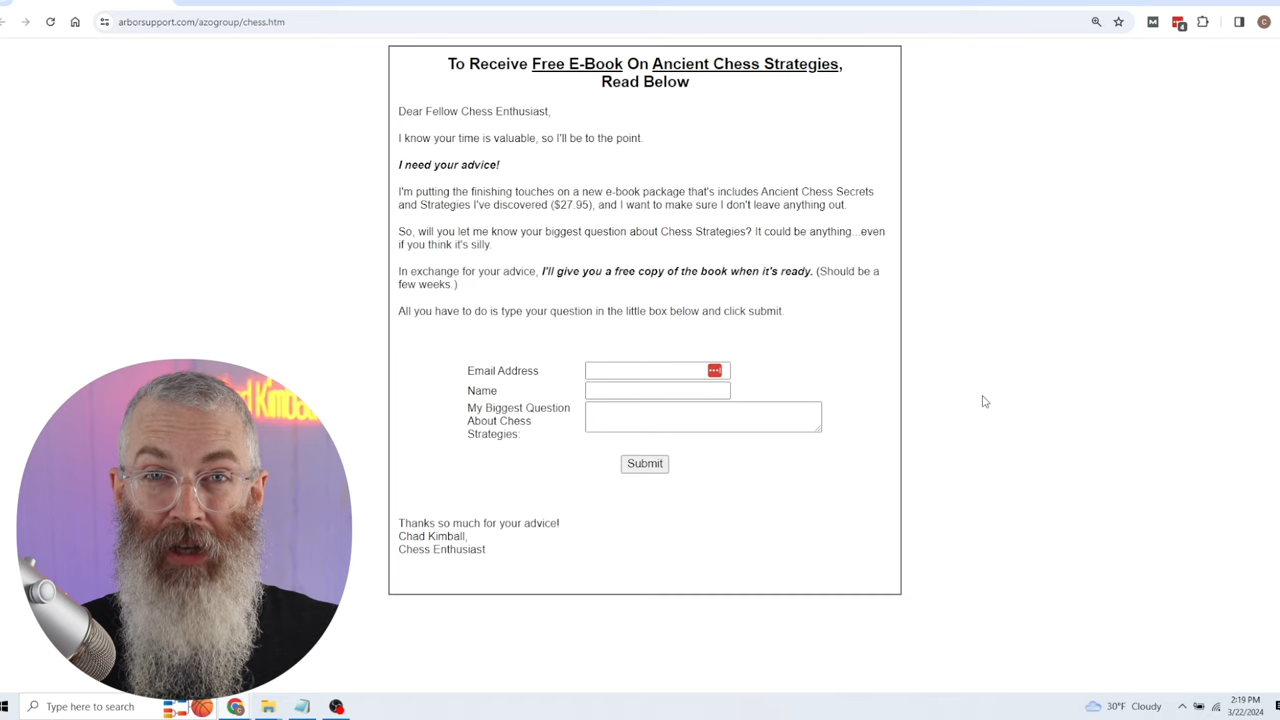 arborsupport.com/azogroup/chess.htm
4
C
To Receive Free E-Book On Ancient Chess Strategies,
Read Below
Dear Fellow Chess Enthusiast,
I know your time is valuable, so I'll be to the point.
I need your advice!
I'm putting the finishing touches on a new e-book package that's includes Ancient Chess Secrets
and Strategies I've discovered ($27.95), and I want to make sure I don't leave anything out.
So, will you let me know your biggest question about Chess Strategies? It could be anything...even
if you think it's silly.
In exchange for your advice, I'll give you a free copy of the book when it's ready. (Should be a
few weeks.)
All you have to do is type your question in the little box below and click submit.
Email Address
Name
My Biggest Question
About Chess
Strategies:
Submit
Thanks so much for your advice!
Chad Kimball,
Chess Enthusiast
d Kimball
Type here to search
30°F Cloudy
2:19 PM
3/22/2024